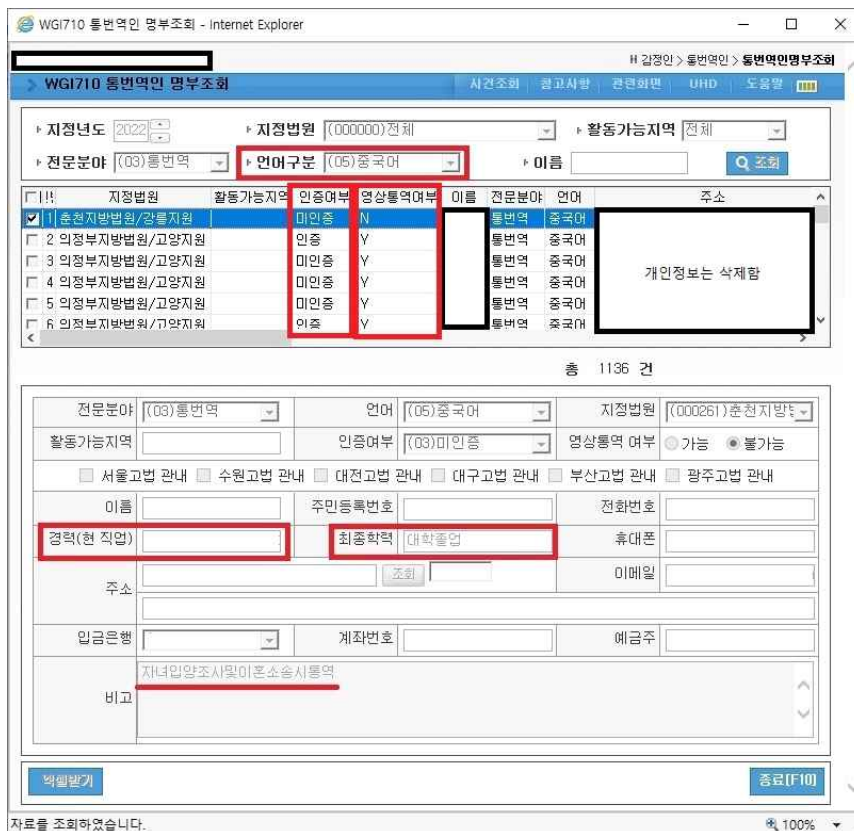 WGI710 통번역인 명부조회 - Internet Explorer
H 감정인 > 통번역인 > 통번역인명부조회
WGI710 통번역인 명부조회 사건조회 참고사항 관련화면 UHD 도움말
지정년도 2022 지정법원 (000000)전체 활동가능지역 전체
전문분야 (03)통번역 언어구분 (05)중국어 이름 조회
지정법원 활동가능지역 인증여부 영상통역여부 이름 전문분야 언어 주소
1 춘천지방법원/강릉지원 미인증 N 통번역 중국어
2 의정부지방법원/고양지원 인증 Y 통번역 중국어
3 의정부지방법원/고양지원 미인증 Y 통번역 중국어
4 의정부지방법원/고양지원 미인증 Y 통번역 중국어
5 의정부지방법원/고양지원 미인증 Y 통번역 중국어
6 의정부지방법원/고양지원 인증 Y 통번역 중국어
개인정보는 삭제함
총 1136 건
전문분야 (03)통번역 언어 (05)중국어 지정법원 (000261)춘천지방법
활동가능지역 인증여부 (03)미인증 영상통역 여부 가능 불가능
서울고법 관내 수원고법 관내 대전고법 관내 대구고법 관내 부산고법 관내 광주고법 관내
이름 주민등록번호 전화번호
경력(현 직업) 최종학력 대학졸업 휴대폰
주소 조회 이메일
입금은행 계좌번호 예금주
비고 자녀입양조사및이혼소송시통역
엑셀받기 종료[F10]
자료를 조회하였습니다. 100%